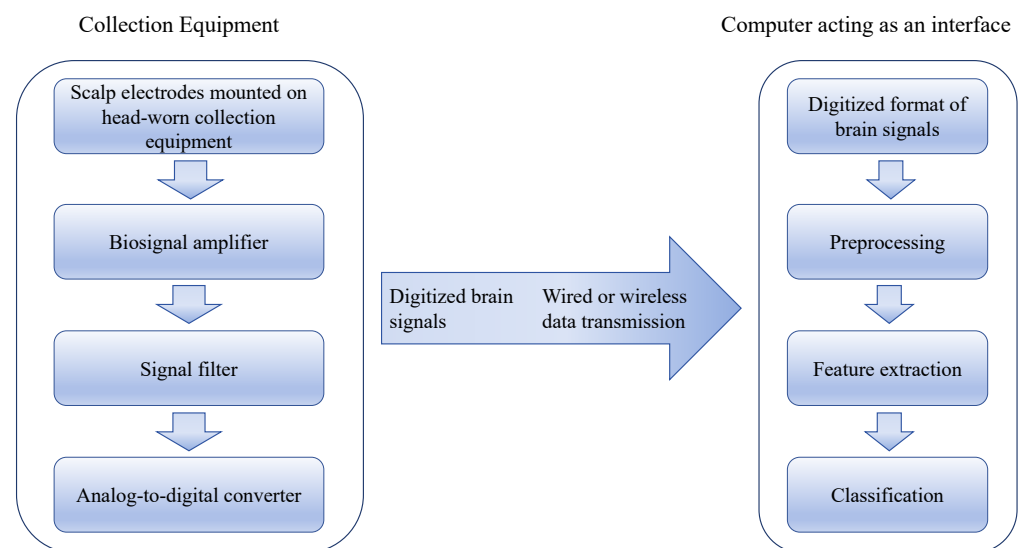 Collection Equipment
Scalp electrodes mounted on
head-worn collection
equipment
Biosignal amplifier
Signal filter
Analog-to-digital converter
Digitized brain
signals
Wired or wireless
data transmission
Computer acting as an interface
Digitized format of
brain signals
Preprocessing
Feature extraction
Classification